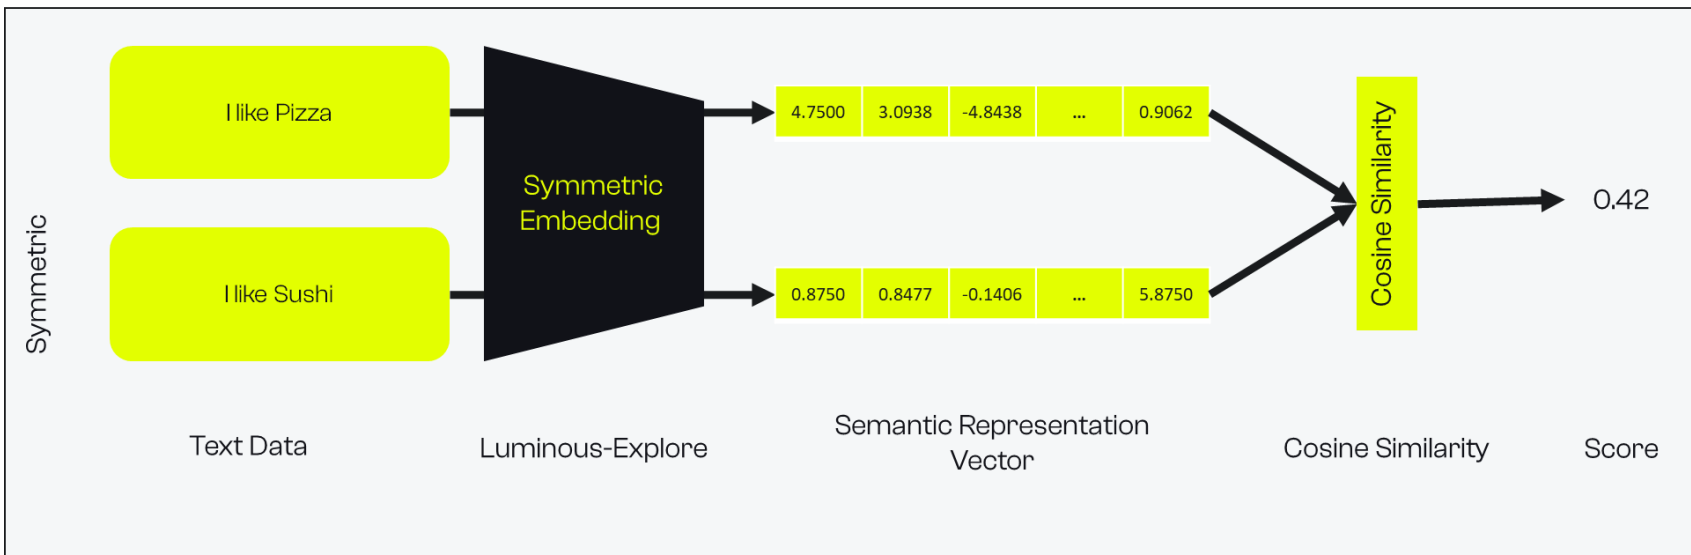 Symmetric
I like Pizza
I like Sushi
Symmetric
Embedding
4.7500 3.0938 -4.8438 ... 0.9062
0.8750 0.8477 -0.1406 ... 5.8750
Cosine Similarity
0.42
Text Data
Luminous-Explore
Semantic Representation
Vector
Cosine Similarity
Score